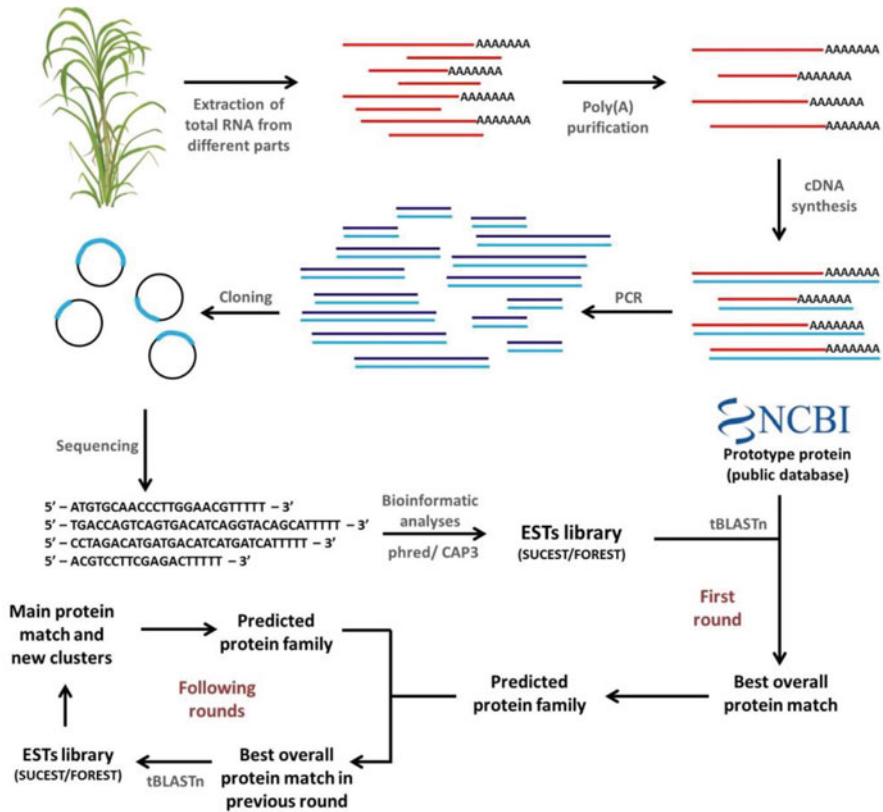 AAAAAAA
AAAAAAA
AAAAAAA
AAAAAAA
Extraction of
total RNA from
different parts
Poly(A)
purification
AAAAAAA
AAAAAAA
AAAAAAA
AAAAAAA
cDNA
synthesis
AAAAAAA
AAAAAAA
AAAAAAA
AAAAAAA
PCR
Cloning
Sequencing
5’ – ATGTGCAACCCTTGGAACGTTTTT – 3’
5’ – TGACCAGTCAGTGACATCAGGTACAGCATTTTT – 3’
5’ – CCTAGACATGATGACATCATGATCATTTTT – 3’
5’ – ACGTCCTTCGAGACTTTTT – 3’
Bioinformatic
analyses
phred/ CAP3
ESTs library
(SUCEST/FOREST)
NCBI
Prototype protein
(public database)
tBLASTn
First
round
Best overall
protein match
Predicted
protein family
Following
rounds
Best overall
protein match in
previous round
tBLASTn
ESTs library
(SUCEST/FOREST)
Main protein
match and
new clusters
Predicted
protein family